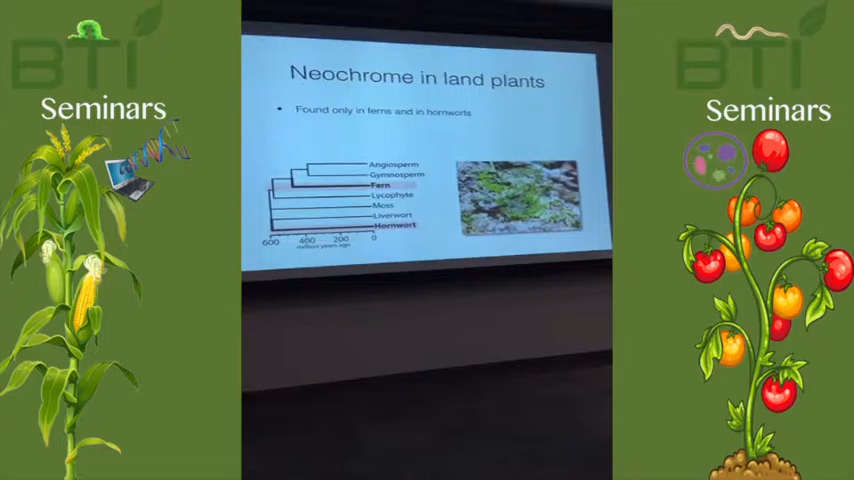 BTI
Seminars
Neochrome in land plants
• Found only in ferns and in hornworts
Angiosperm
Gymnosperm
Fern
Lycophyte
Moss
Liverwort
Hornwort
600 400 200 0
million years ago
BTI
Seminars